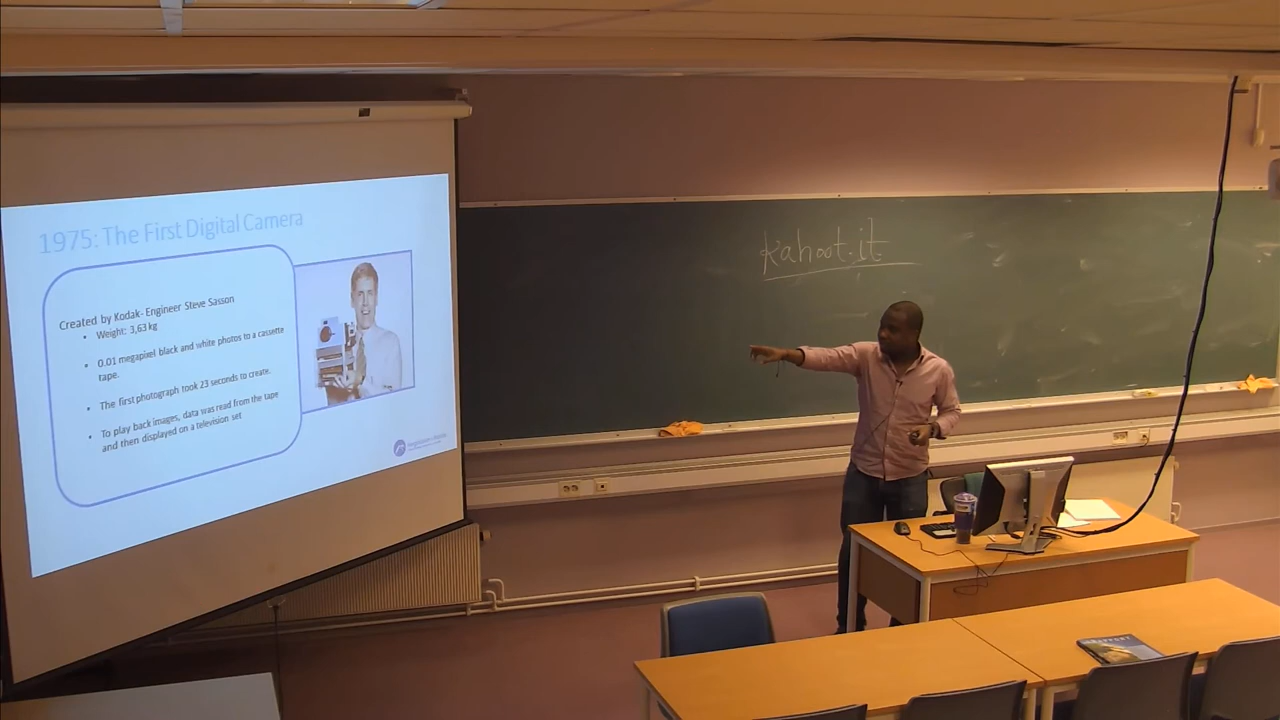 1975: The First Digital Camera
Created by Kodak- Engineer Steve Sasson
• Weight: 3,63 kg
• 0.01 megapixel black and white photos to a cassette
tape.
• The first photograph took 23 seconds to create.
• To play back images, data was read from the tape
and then displayed on a television set
kahoot.it